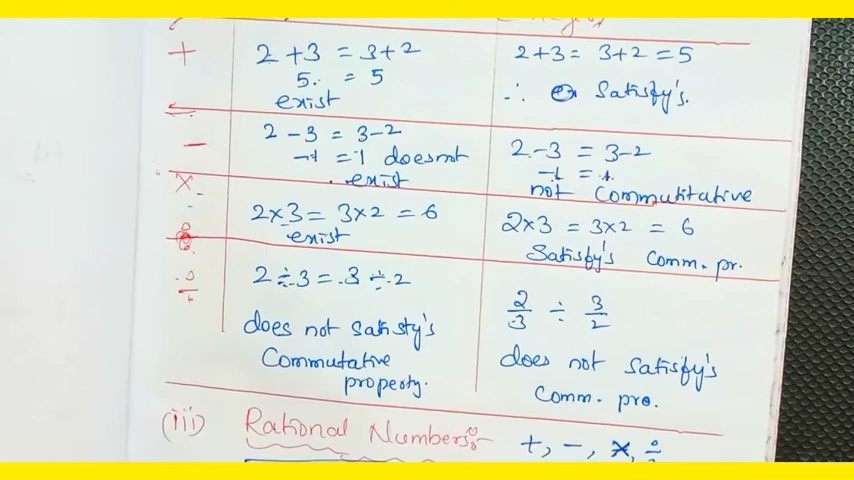 + 2 + 3 = 3 + 2 2 + 3 = 3 + 2 = 5
5. = 5
exist ∴ Satisfy's.
− 2 - 3 = 3 - 2 2 - 3 = 3 - 2
-1 = 1 does not
exist not Commutitative
× 2 × 3 = 3 × 2 = 6 2 × 3 = 3 × 2 = 6
exist Satisfy's Comm. pr.
÷ 2 ÷ 3 = 3 ÷ 2 2/3 ÷ 3/2
does not satisty's does not satisfy's
Commutative Comm. pro.
property.
(iii) Rational Numbers:- +, -, ×, ÷